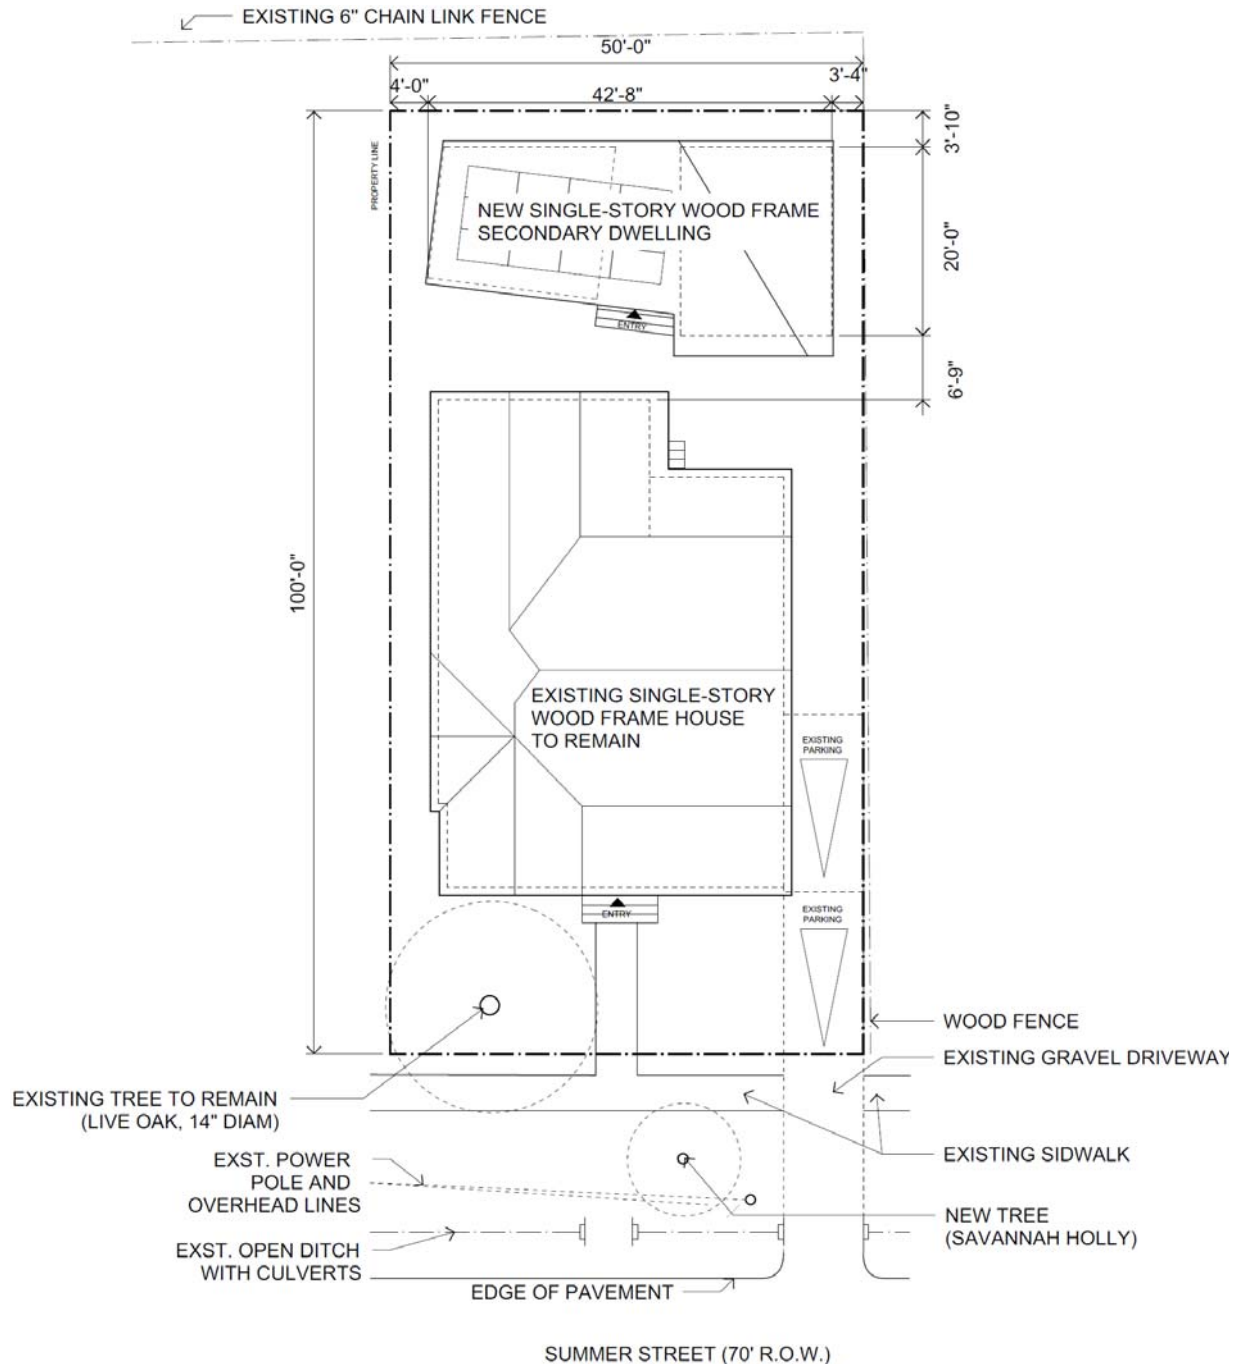 EXISTING 6" CHAIN LINK FENCE
50'-0"
4'-0"
42'-8"
3'-4"
3'-10"
PROPERTY LINE
NEW SINGLE-STORY WOOD FRAME
SECONDARY DWELLING
20'-0"
ENTRY
6'-9"
100'-0"
EXISTING SINGLE-STORY
WOOD FRAME HOUSE
TO REMAIN
EXISTING
PARKING
ENTRY
EXISTING
PARKING
WOOD FENCE
EXISTING GRAVEL DRIVEWAY
EXISTING TREE TO REMAIN
(LIVE OAK, 14" DIAM)
EXISTING SIDWALK
EXST. POWER
POLE AND
OVERHEAD LINES
NEW TREE
(SAVANNAH HOLLY)
EXST. OPEN DITCH
WITH CULVERTS
EDGE OF PAVEMENT
SUMMER STREET (70' R.O.W.)